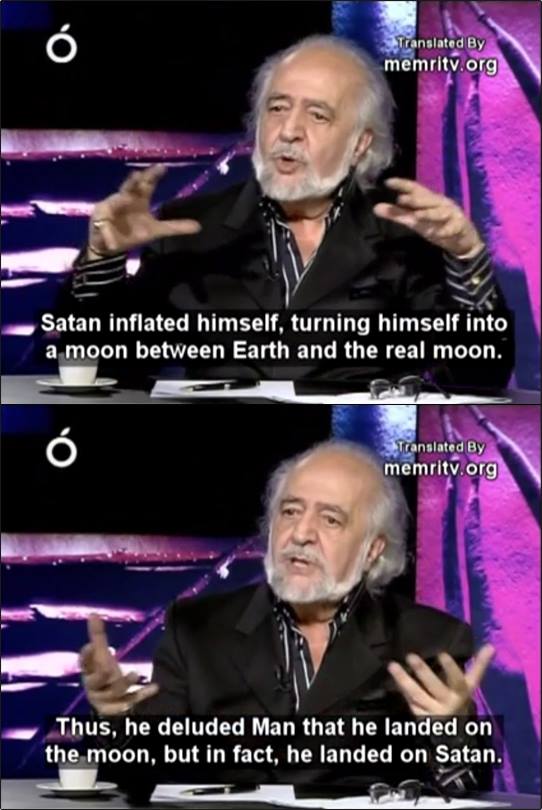 Ó
Translated By
memritv.org
Satan inflated himself, turning himself into
a moon between Earth and the real moon.
Ó
Translated By
memritv.org
Thus, he deluded Man that he landed on
the moon, but in fact, he landed on Satan.